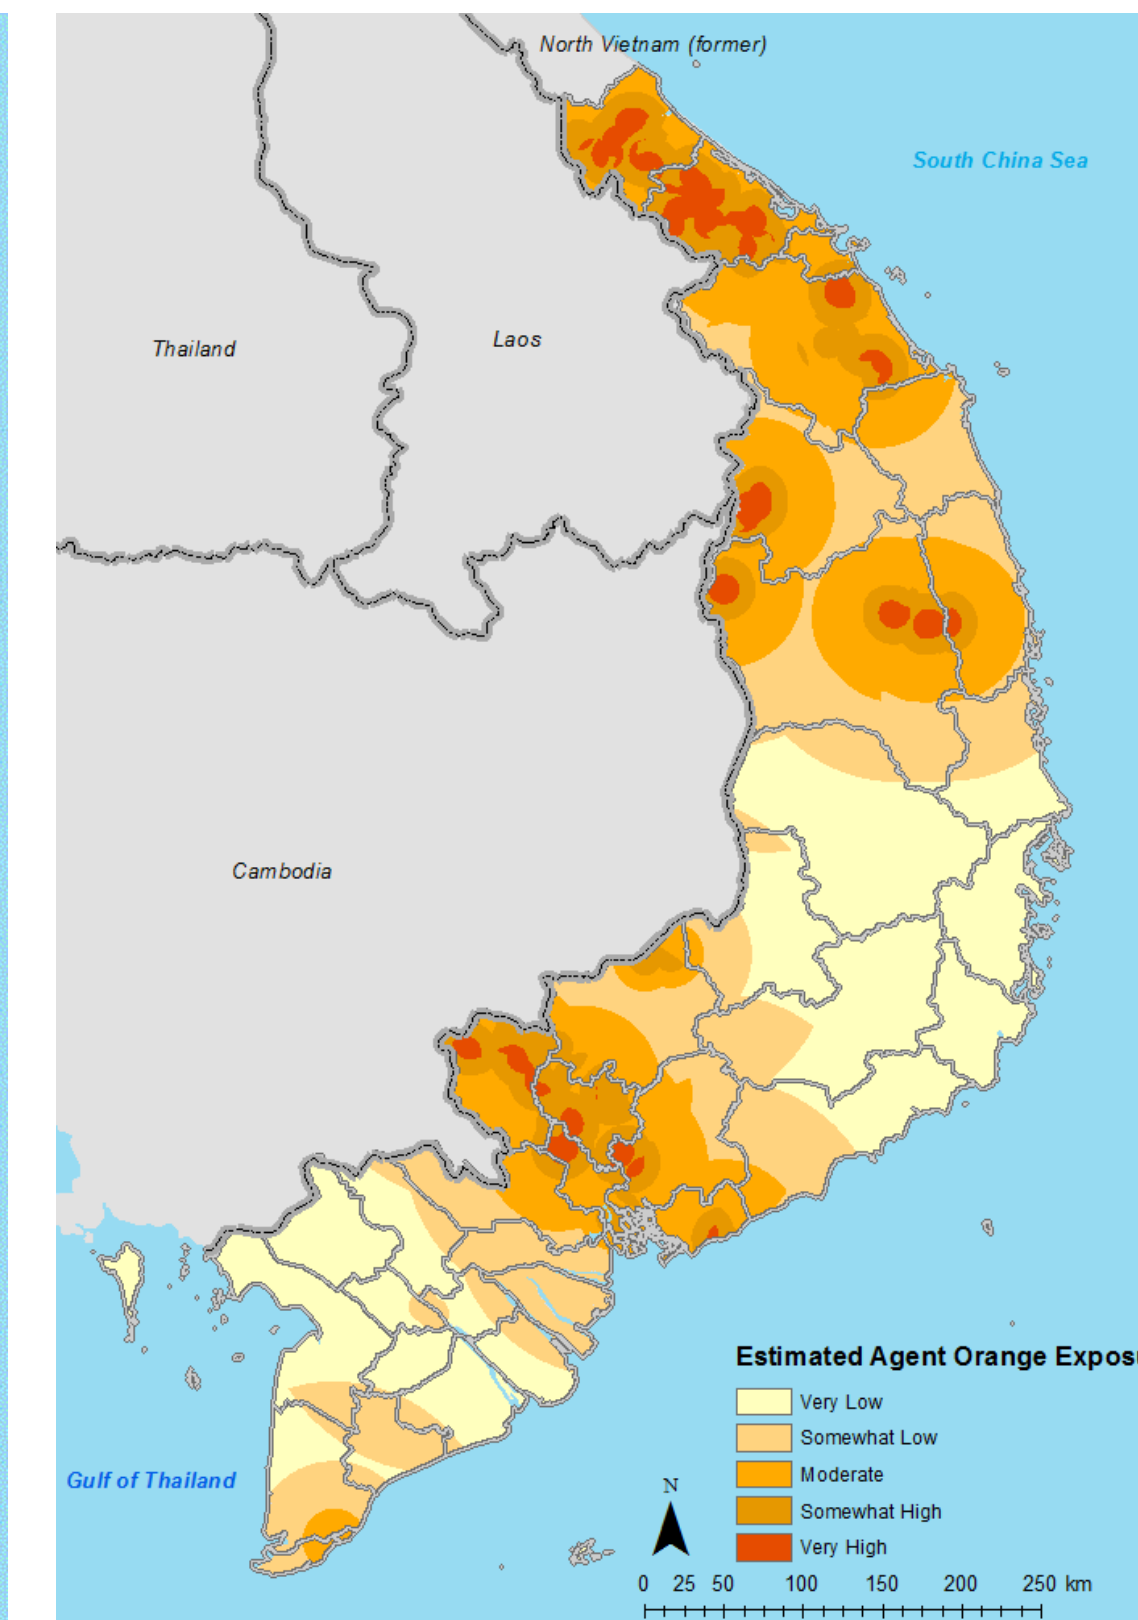 North Vietnam (former)
South China Sea
Thailand
Laos
Cambodia
Gulf of Thailand
Estimated Agent Orange Exposu
Very Low
Somewhat Low
Moderate
Somewhat High
Very High
N
0 25 50 100 150 200 250 km